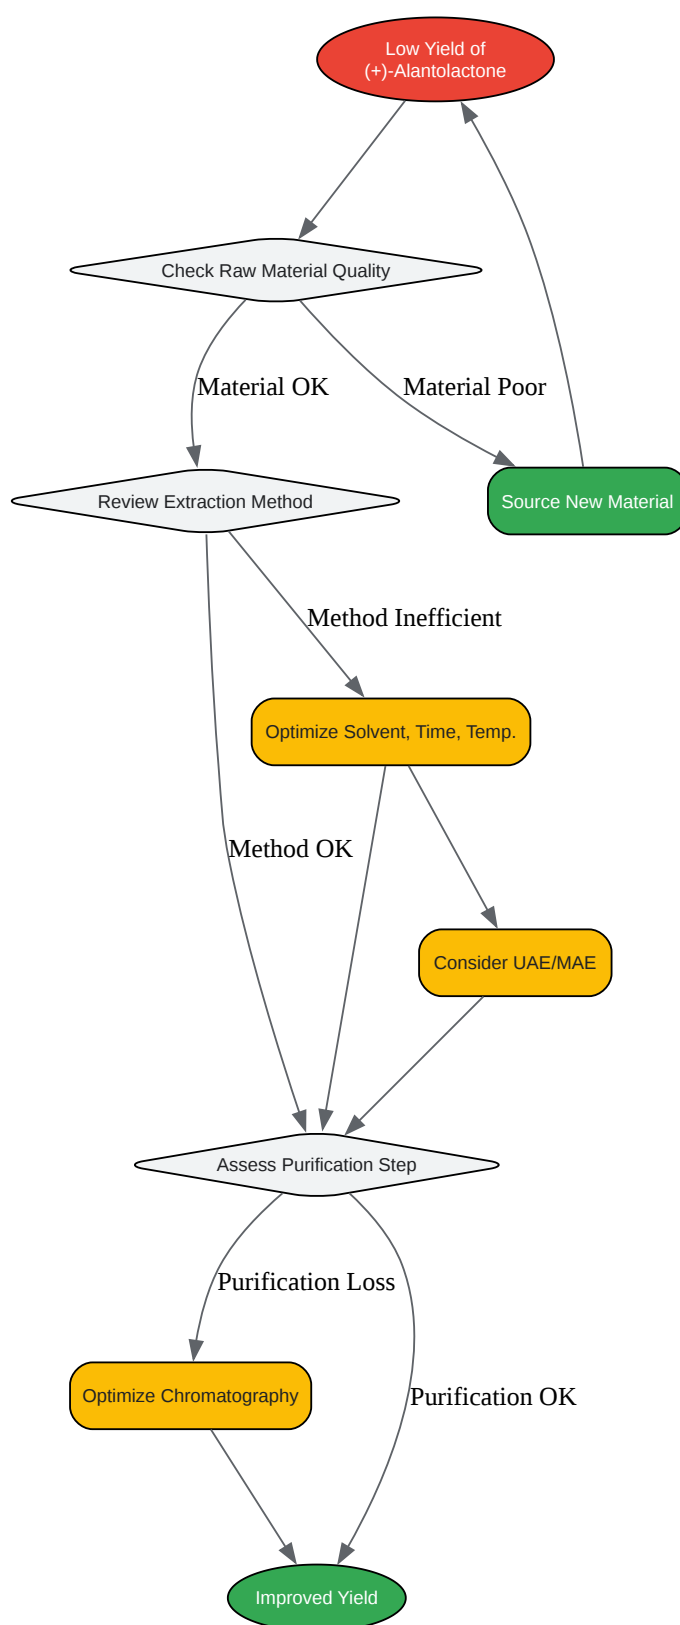 Low Yield of
(+)-Alantolactone
Check Raw Material Quality
Material OK
Material Poor
Review Extraction Method
Source New Material
Method Inefficient
Optimize Solvent, Time, Temp.
Method OK
Consider UAE/MAE
Assess Purification Step
Purification Loss
Optimize Chromatography
Purification OK
Improved Yield